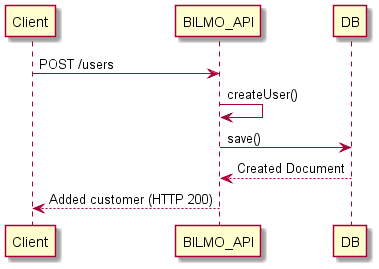 Client BILMO_API DB
POST /users
createUser()
save()
Created Document
Added customer (HTTP 200)
Client BILMO_API DB